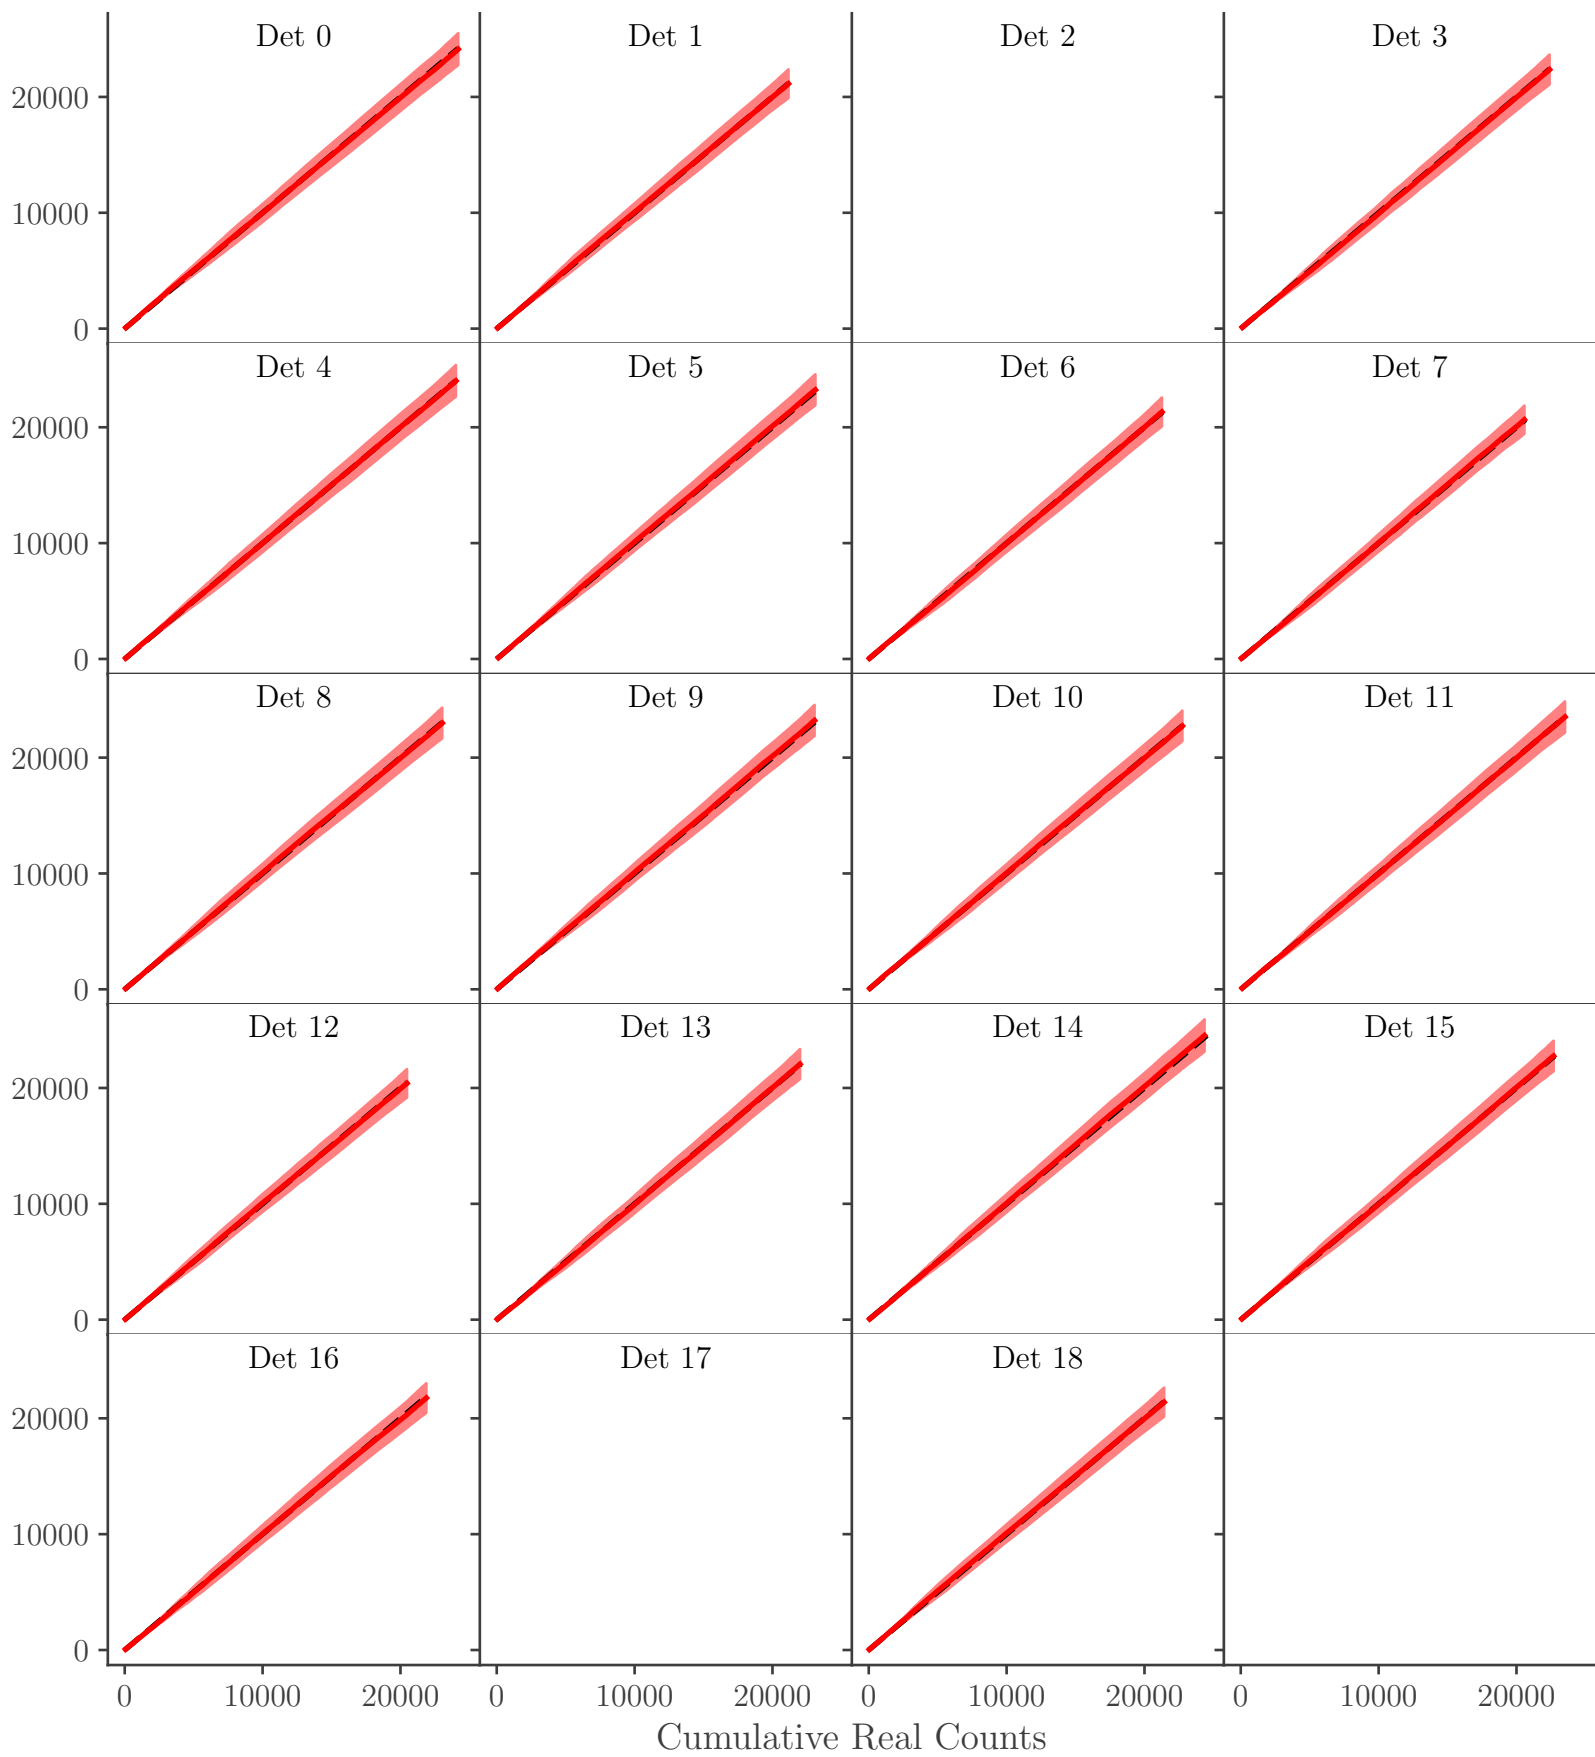 Det 0 Det 1 Det 2 Det 3
20000
10000
0
Det 4 Det 5 Det 6 Det 7
20000
10000
0
Det 8 Det 9 Det 10 Det 11
20000
10000
0
Det 12 Det 13 Det 14 Det 15
20000
10000
0
Det 16 Det 17 Det 18
20000
10000
0
0 10000 20000 0 10000 20000 0 10000 20000 0 10000 20000
Cumulative Real Counts